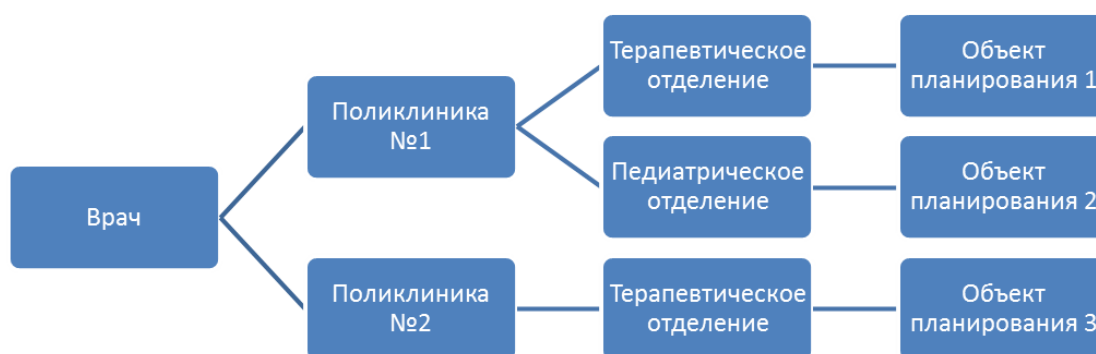 Врач
Поликлиника
№1
Поликлиника
№2
Терапевтическое
отделение
Педиатрическое
отделение
Терапевтическое
отделение
Объект
планирования 1
Объект
планирования 2
Объект
планирования 3